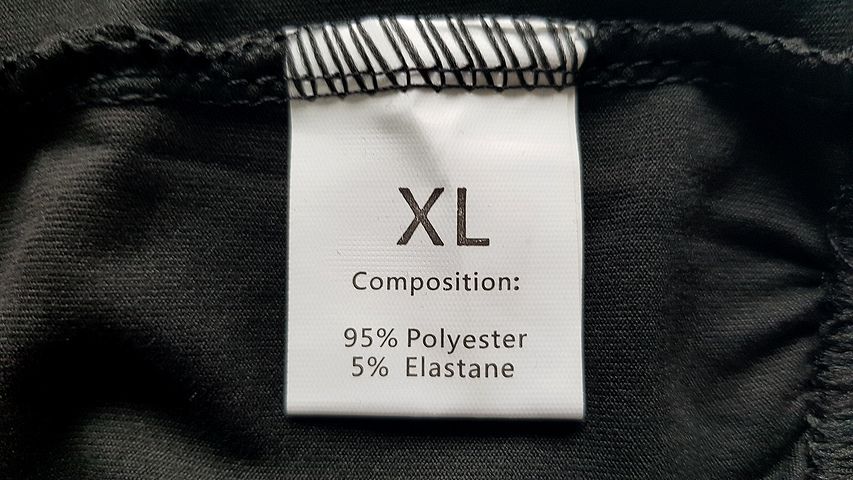 XL
Composition:
95% Polyester
5% Elastane